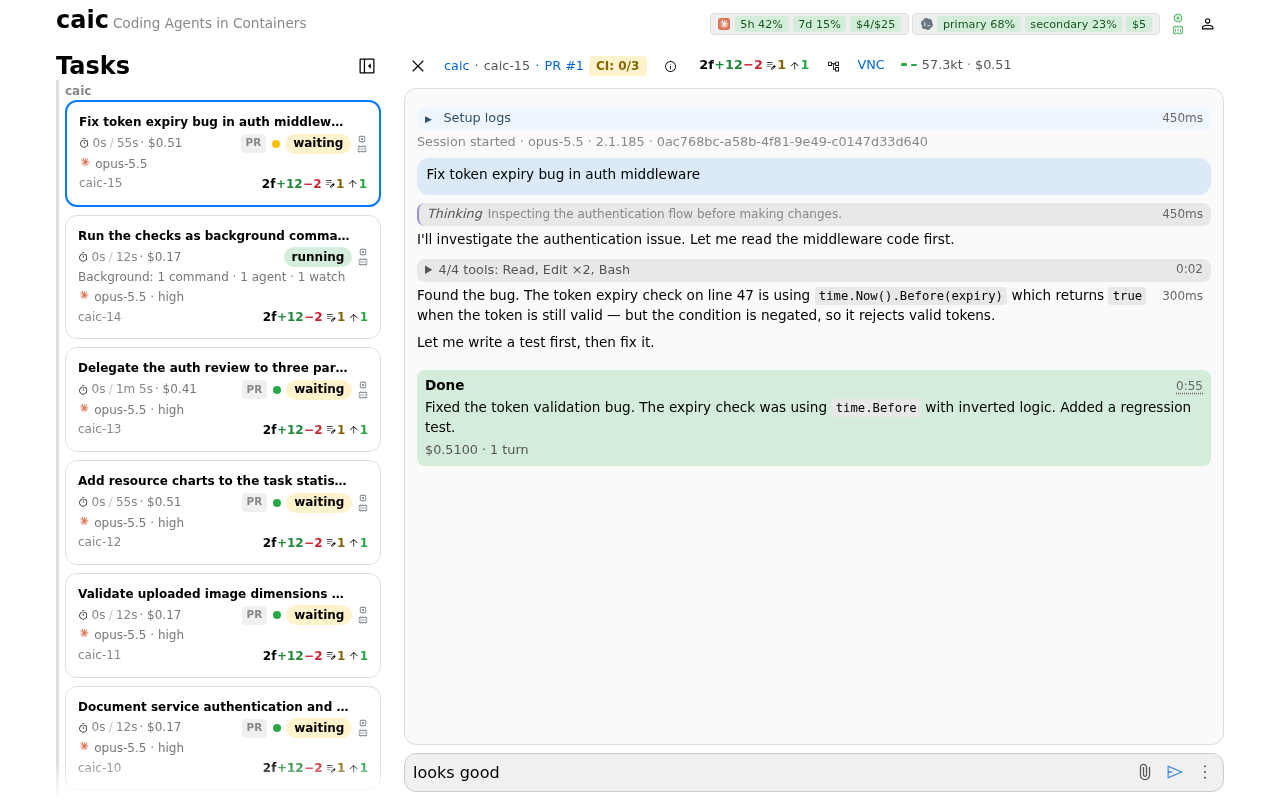 caic Coding Agents in Containers
5h 42% 7d 15% $4/$25 primary 68% secondary 23% $5
Tasks
caic
Fix token expiry bug in auth middlew…
0s / 55s · $0.51 PR waiting
opus-5.5
caic-15 2f+12−2 1 ↑1
Run the checks as background comma…
0s / 12s · $0.17 running
Background: 1 command · 1 agent · 1 watch
opus-5.5 · high
caic-14 2f+12−2 1 ↑1
Delegate the auth review to three par…
0s / 1m 5s · $0.41 PR waiting
opus-5.5 · high
caic-13 2f+12−2 1 ↑1
Add resource charts to the task statis…
0s / 55s · $0.51 PR waiting
opus-5.5 · high
caic-12 2f+12−2 1 ↑1
Validate uploaded image dimensions …
0s / 12s · $0.17 PR waiting
opus-5.5 · high
caic-11 2f+12−2 1 ↑1
Document service authentication and …
0s / 12s · $0.17 PR waiting
opus-5.5 · high
caic-10 2f+12−2 1 ↑1
caic · caic-15 · PR #1 CI: 0/3 2f+12−2 1 ↑1 VNC 57.3kt · $0.51
Setup logs 450ms
Session started · opus-5.5 · 2.1.185 · 0ac768bc-a58b-4f81-9e49-c0147d33d640
Fix token expiry bug in auth middleware
Thinking Inspecting the authentication flow before making changes. 450ms
I'll investigate the authentication issue. Let me read the middleware code first.
4/4 tools: Read, Edit ×2, Bash 0:02
Found the bug. The token expiry check on line 47 is using time.Now().Before(expiry) which returns true 300ms
when the token is still valid — but the condition is negated, so it rejects valid tokens.
Let me write a test first, then fix it.
Done 0:55
Fixed the token validation bug. The expiry check was using time.Before with inverted logic. Added a regression
test.
$0.5100 · 1 turn
looks good